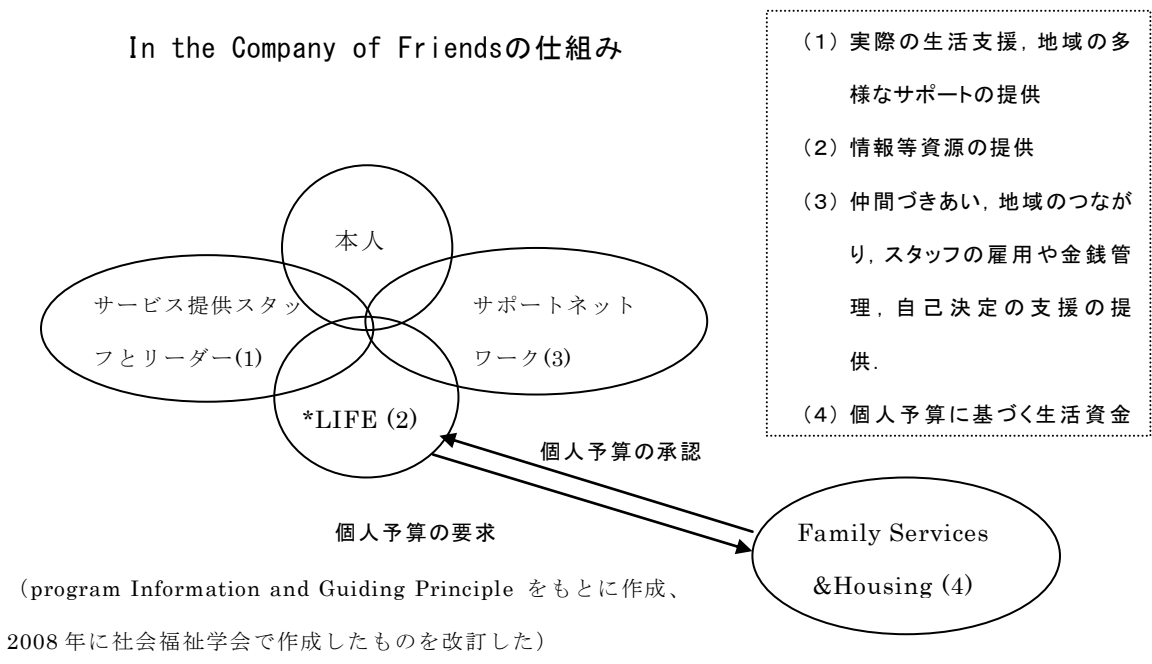 In the Company of Friendsの仕組み
(1) 実際の生活支援, 地域の多
様なサポートの提供
(2) 情報等資源の提供
(3) 仲間づきあい, 地域のつなが
り, スタッフの雇用や金銭管
理, 自己決定の支援の提
供.
(4) 個人予算に基づく生活資金
本人
サービス提供スタッ
フとリーダー(1)
サポートネット
ワーク(3)
*LIFE (2)
個人予算の承認
個人予算の要求
Family Services
&Housing (4)
（program Information and Guiding Principle をもとに作成、
2008 年に社会福祉学会で作成したものを改訂した）